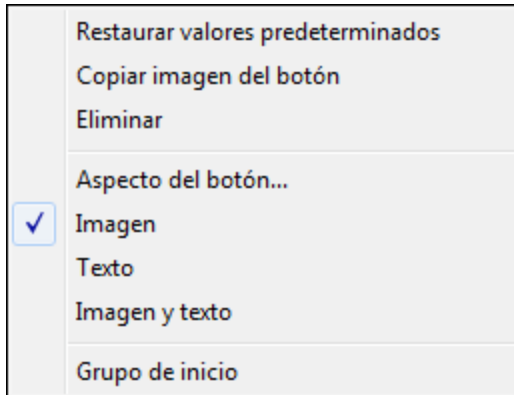 Restaurar valores predeterminados
Copiar imagen del botón
Eliminar
Aspecto del botón...
Imagen
Texto
Imagen y texto
Grupo de inicio